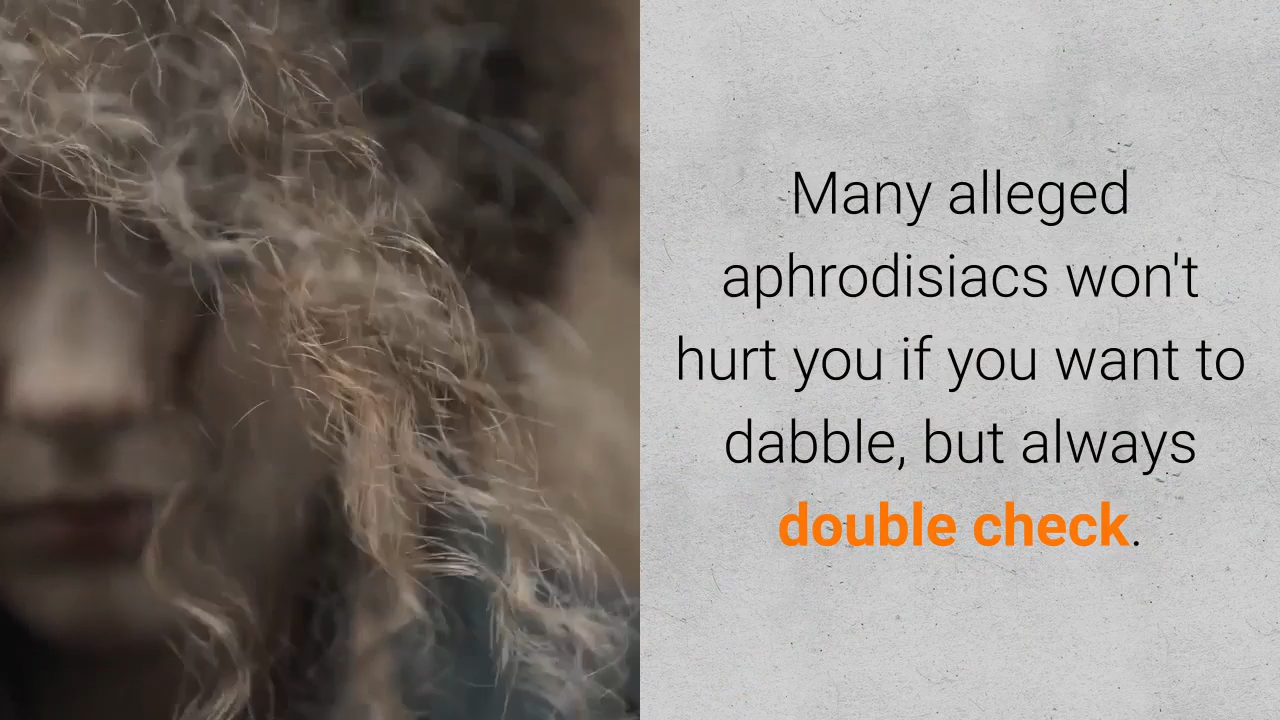 Many alleged
aphrodisiacs won't
hurt you if you want to
dabble, but always
double check.